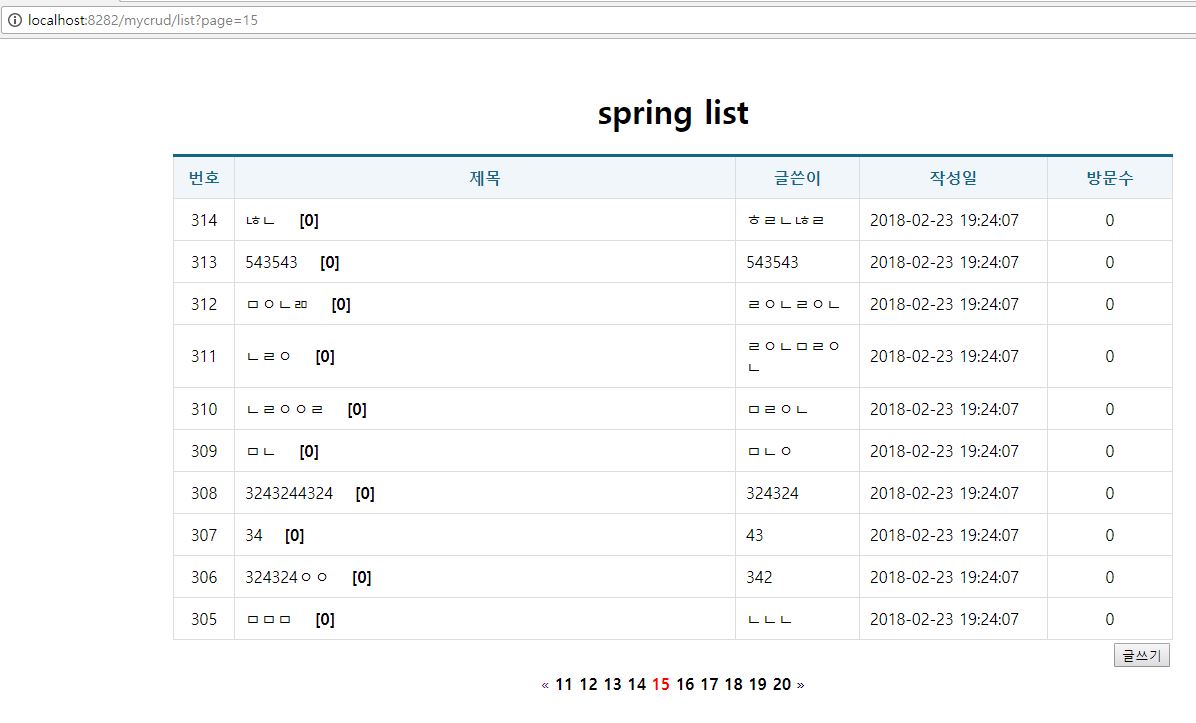 localhost:8282/mycrud/list?page=15
spring list
번호 제목 글쓴이 작성일 방문수
314 ㄶㄴ [0] ㅎㄹㄴㄶㄹ 2018-02-23 19:24:07 0
313 543543 [0] 543543 2018-02-23 19:24:07 0
312 ㅁㅇㄴㄻ [0] ㄹㅇㄴㄹㅇㄴ 2018-02-23 19:24:07 0
311 ㄴㄹㅇ [0] ㄹㅇㄴㅁㄹㅇ
ㄴ 2018-02-23 19:24:07 0
310 ㄴㄹㅇㅇㄹ [0] ㅁㄹㅇㄴ 2018-02-23 19:24:07 0
309 ㅁㄴ [0] ㅁㄴㅇ 2018-02-23 19:24:07 0
308 3243244324 [0] 324324 2018-02-23 19:24:07 0
307 34 [0] 43 2018-02-23 19:24:07 0
306 324324ㅇㅇ [0] 342 2018-02-23 19:24:07 0
305 ㅁㅁㅁ [0] ㄴㄴㄴ 2018-02-23 19:24:07 0
글쓰기
« 11 12 13 14 15 16 17 18 19 20 »